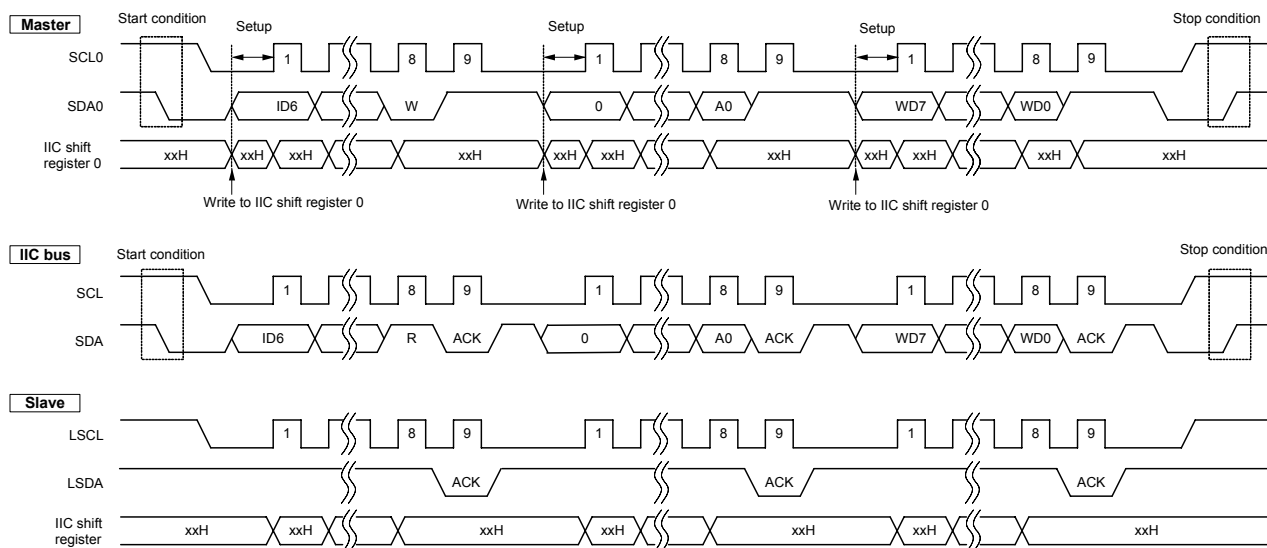 Master Start condition Setup Setup Setup Stop condition
SCL0 1 8 9 1 8 9 1 8 9
SDA0 ID6 W 0 A0 WD7 WD0
IIC shift
register 0 xxH xxH xxH xxH xxH xxH xxH xxH xxH xxH xxH
Write to IIC shift register 0 Write to IIC shift register 0 Write to IIC shift register 0
IIC bus Start condition Stop condition
SCL 1 8 9 1 8 9 1 8 9
SDA ID6 R ACK 0 A0 ACK WD7 WD0 ACK
Slave
LSCL 1 8 9 1 8 9 1 8 9
LSDA ACK ACK ACK
IIC shift
register xxH xxH xxH xxH xxH xxH xxH